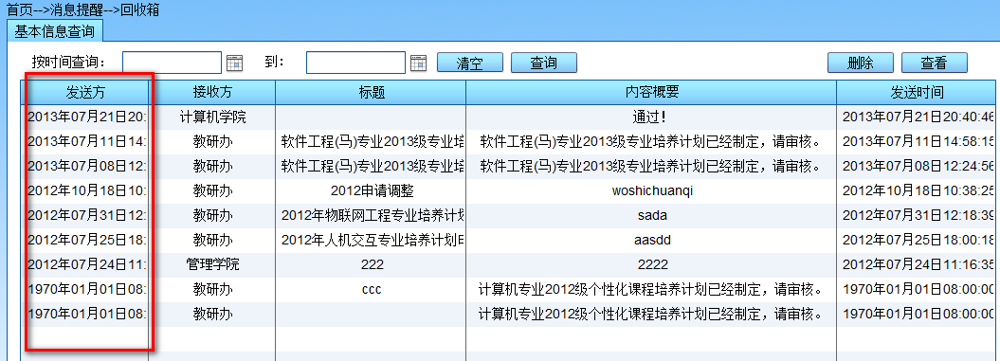 首页-->消息提醒-->回收箱
基本信息查询
按时间查询： 到： 清空 查询 删除 查看
发送方 接收方 标题 内容概要 发送时间
2013年07月21日20: 计算机学院 通过！ 2013年07月21日20:40:46
2013年07月11日14: 教研办 软件工程(马)专业2013级专业培 软件工程(马)专业2013级专业培养计划已经制定，请审核。 2013年07月11日14:58:15
2013年07月08日12: 教研办 软件工程(马)专业2013级专业培 软件工程(马)专业2013级专业培养计划已经制定，请审核。 2013年07月08日12:24:56
2012年10月18日10: 教研办 2012申请调整 woshichuanqi 2012年10月18日10:38:25
2012年07月31日12: 教研办 2012年物联网工程专业培养计划 sada 2012年07月31日12:18:39
2012年07月25日18: 教研办 2012年人机交互专业培养计划 aasdd 2012年07月25日18:00:18
2012年07月24日11: 管理学院 222 2222 2012年07月24日11:16:35
1970年01月01日08: 教研办 ccc 计算机专业2012级个性化课程培养计划已经制定，请审核。 1970年01月01日08:00:00
1970年01月01日08: 教研办 计算机专业2012级个性化课程培养计划已经制定，请审核。 1970年01月01日08:00:00